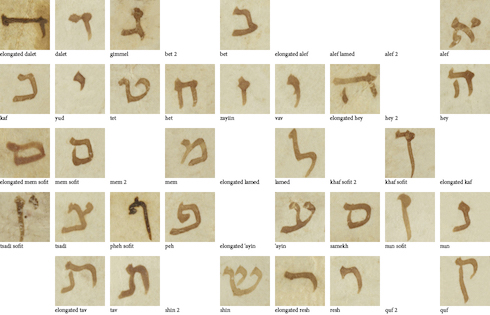 elongated dalet dalet gimmel bet 2 bet elongated alef alef lamed alef 2 alef
kaf yud tet het zayin vav elongated hey hey 2 hey
elongated mem sofit mem sofit mem 2 mem elongated lamed lamed khaf sofit 2 khaf sofit elongated kaf
tsadi sofit tsadi pheh sofit peh elongated 'ayin 'ayin samekh nun sofit nun
elongated tav tav shin 2 shin elongated resh resh quf 2 quf